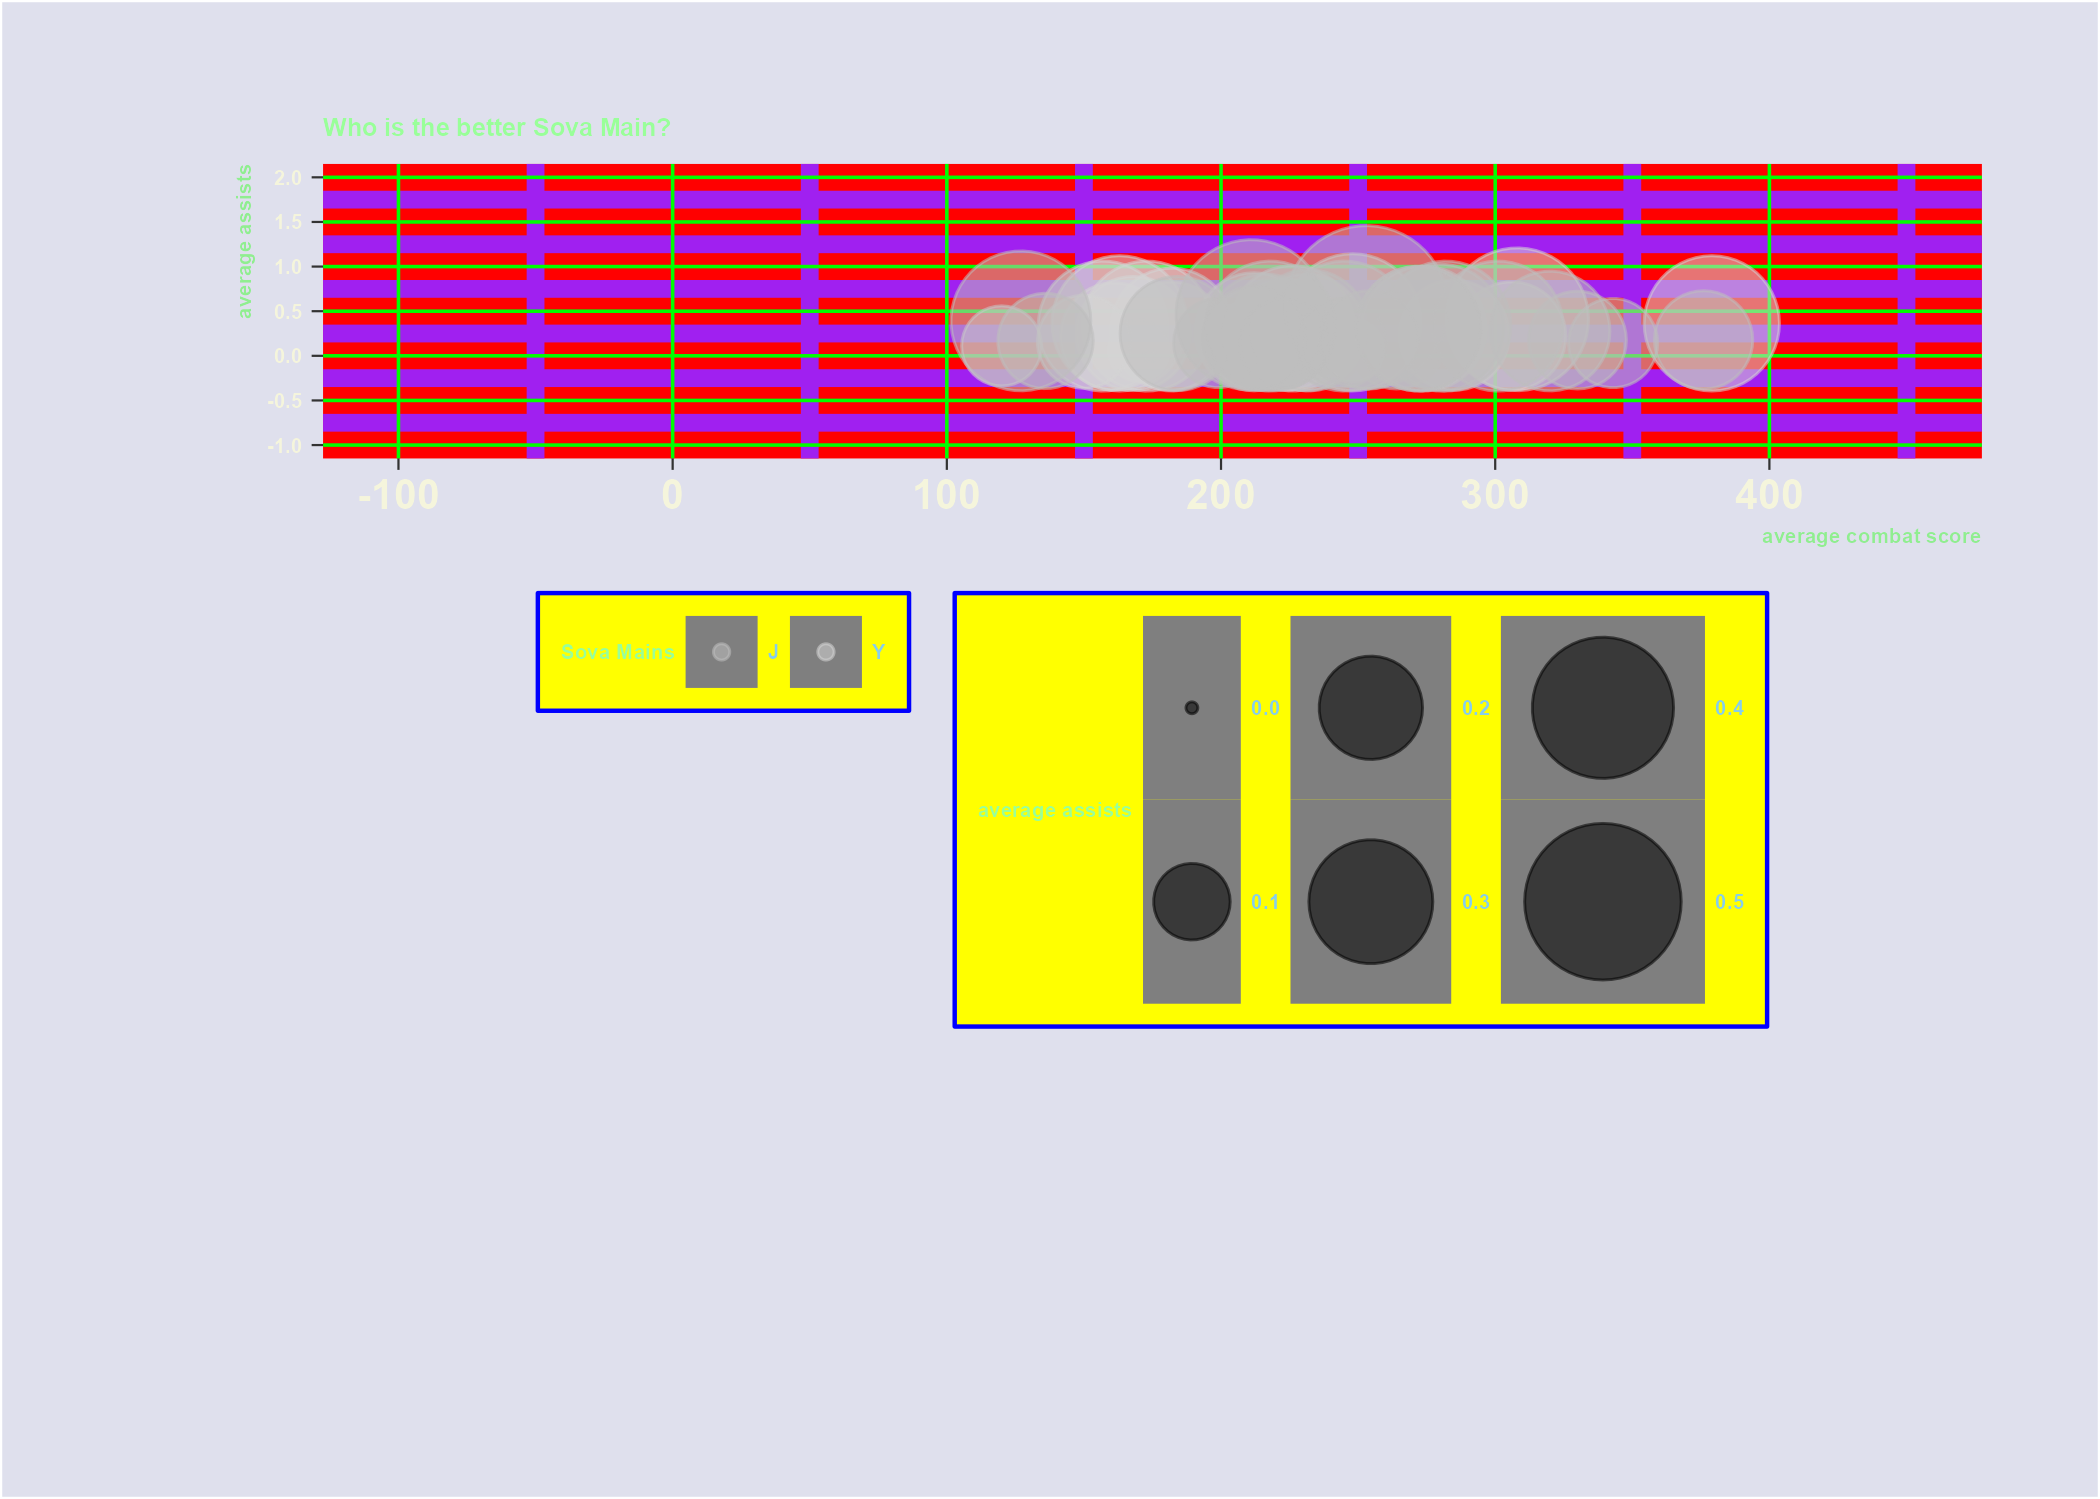 Who is the better Sova Main?
average assists
2.0
1.5
1.0
0.5
0.0
-0.5
-1.0
-100 0 100 200 300 400
average combat score
Sova Mains J Y
average assists
0.0 0.2 0.4
0.1 0.3 0.5